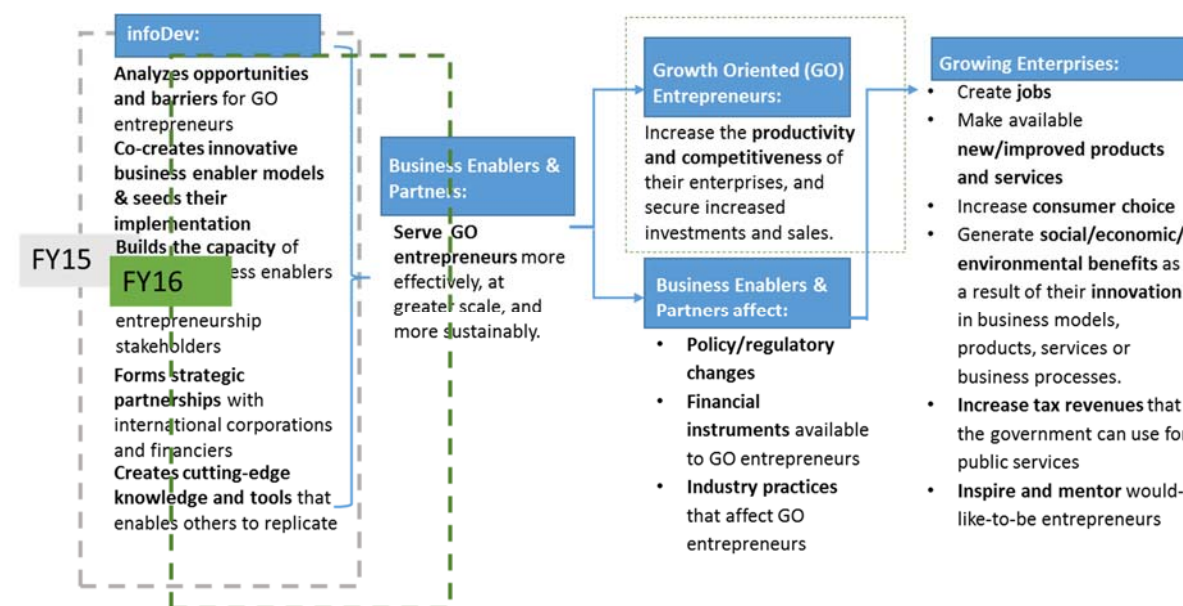 infoDev:
Analyzes opportunities
and barriers for GO
entrepreneurs
Co-creates innovative
business enabler models
& seeds their
implementation
Builds the capacity of
ess enablers
entrepreneurship
stakeholders
Forms strategic
partnerships with
international corporations
and financiers
Creates cutting-edge
knowledge and tools that
enables others to replicate
FY15
FY16
Business Enablers &
Partners:
Serve GO
entrepreneurs more
effectively, at
greater scale, and
more sustainably.
Growth Oriented (GO)
Entrepreneurs:
Increase the productivity
and competitiveness of
their enterprises, and
secure increased
investments and sales.
Business Enablers &
Partners affect:
• Policy/regulatory
changes
• Financial
instruments available
to GO entrepreneurs
• Industry practices
that affect GO
entrepreneurs
Growing Enterprises:
• Create jobs
• Make available
new/improved products
and services
• Increase consumer choice
• Generate social/economic/
environmental benefits as
a result of their innovation
in business models,
products, services or
business processes.
• Increase tax revenues that
the government can use for
public services
• Inspire and mentor would-
like-to-be entrepreneurs